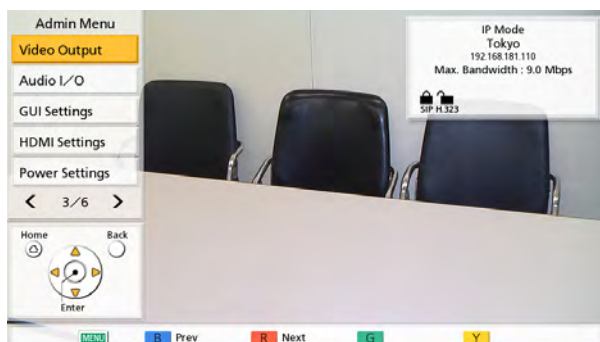 Admin Menu
Video Output
Audio I/O
GUI Settings
HDMI Settings
Power Settings
3/6
Home Back
Enter
IP Mode
Tokyo
192.168.181.110
Max. Bandwidth : 9.0 Mbps
SIP H.323
MENU B Prev R Next G Y